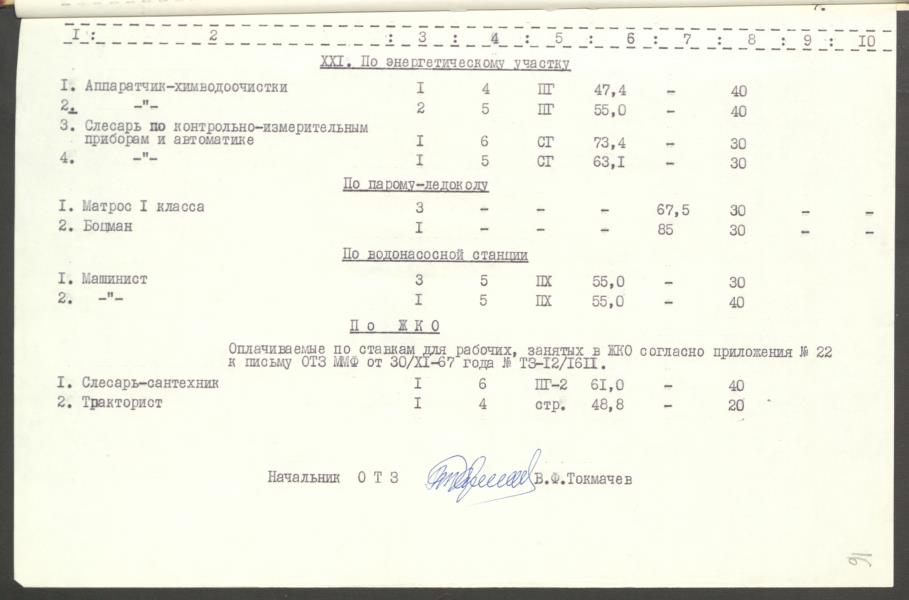 7.
I : 2 : 3 : 4 : 5 : 6 : 7 : 8 : 9 : IO
XXI. По энергетическому участку
I. Аппаратчик-химводоочистки I 4 ПГ 47,4 - 40
2. -"- 2 5 ПГ 55,0 - 40
3. Слесарь по контрольно-измерительным
приборам и автоматике I 6 СГ 73,4 - 30
4. -"- I 5 СГ 63,I - 30
По парому-ледоколу
I. Матрос I класса 3 - - - 67,5 30 - -
2. Боцман I - - - 85 30 - -
По водонасосной станции
I. Машинист 3 5 ПХ 55,0 - 30
2. -"- I 5 ПХ 55,0 - 40
По ЖКО
Оплачиваемые по ставкам для рабочих, занятых в ЖКО согласно приложения № 22
к письму ОТЗ ММФ от 30/XI-67 года № ТЗ-I2/I6II.
I. Слесарь-сантехник I 6 ПГ-2 6I,0 - 40
2. Тракторист I 4 стр. 48,8 - 20
Начальник О Т З В.Ф.Токмачев